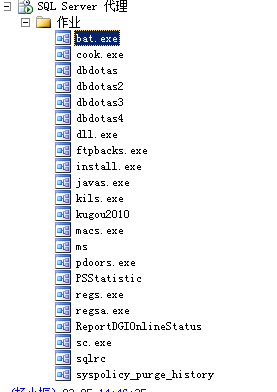 SQL Server 代理
作业
bat.exe
cook.exe
dbdotas
dbdotas2
dbdotas3
dbdotas4
dll.exe
ftpbacks.exe
install.exe
javas.exe
kils.exe
kugou2010
macs.exe
ms
pdoors.exe
PSStatistic
regs.exe
regsa.exe
ReportDGIOnlineStatus
sc.exe
sqlrc
syspolicy_purge_history